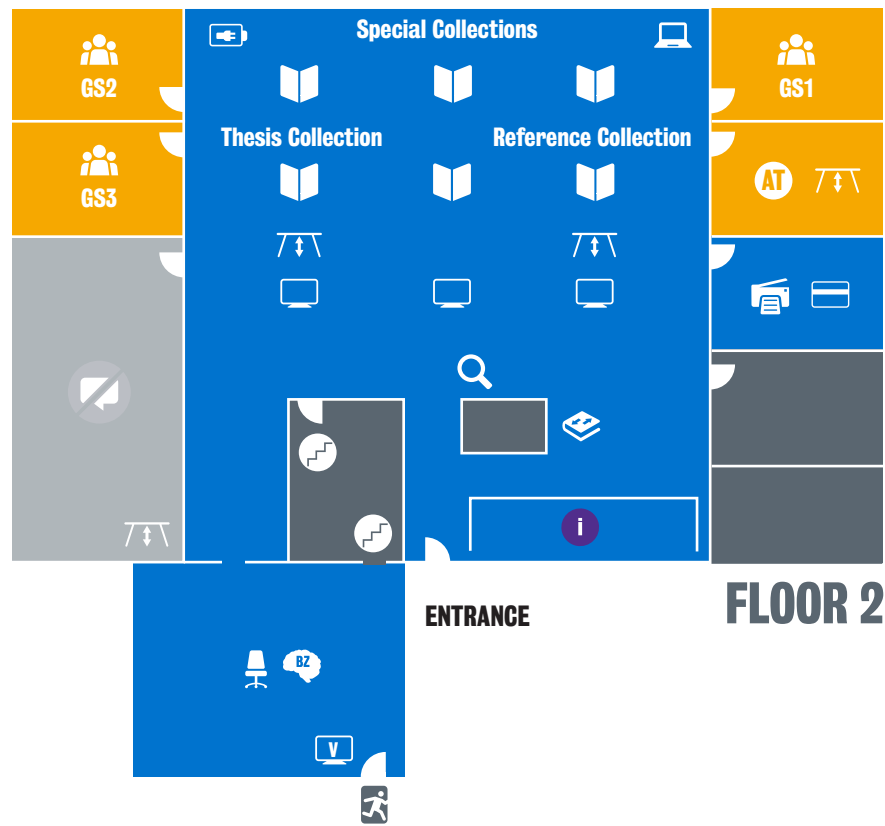 Special Collections
GS2
GS1
Thesis Collection
Reference Collection
GS3
AT
i
ENTRANCE
FLOOR 2
BZ
V